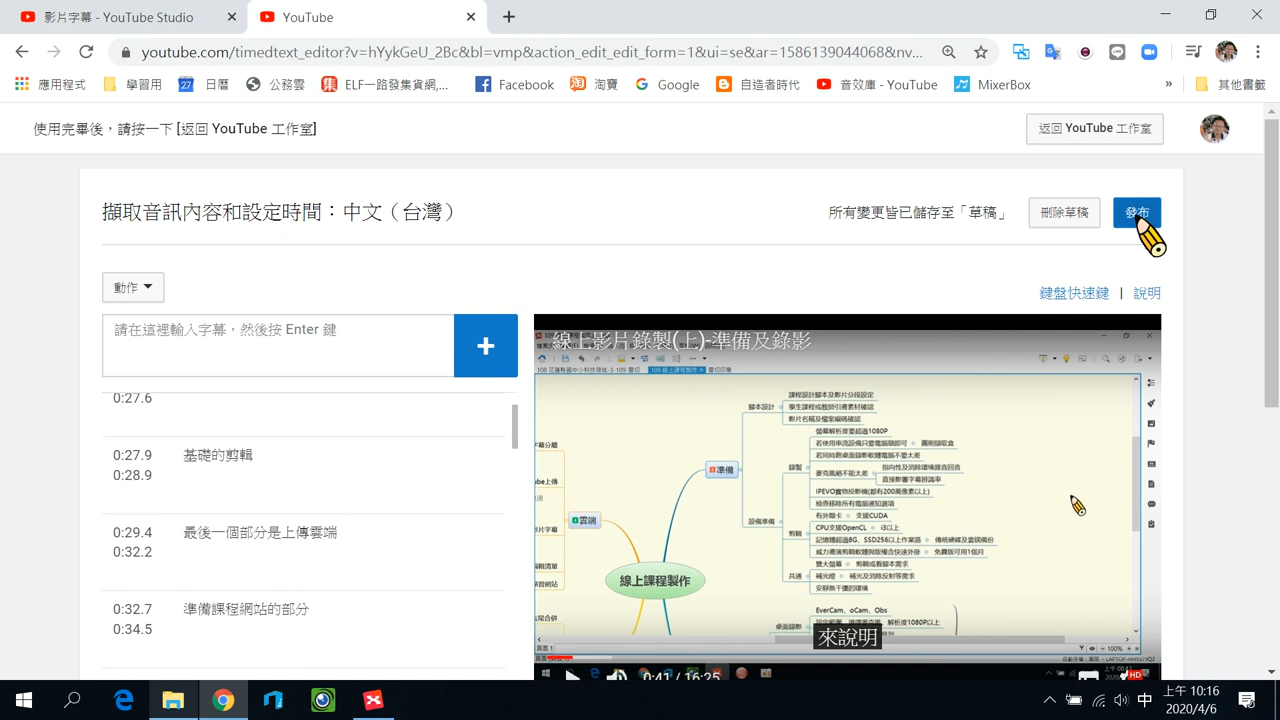 影片字幕 - YouTube Studio
YouTube
youtube.com/timedtext_editor?v=hYykGeU_2Bc&bl=vmp&action_edit_edit_form=1&ui=se&ar=1586139044068&nv...
應用程式
學習用
日曆
公務雲
ELF一路發集貨網,...
Facebook
淘寶
Google
自造者時代
音效庫 - YouTube
MixerBox
»
其他書籤
使用完畢後，請按一下 [返回 YouTube 工作室]
返回 YouTube 工作室
擷取音訊內容和設定時間：中文（台灣）
所有變更皆已儲存至「草稿」
刪除草稿
發布
動作
鍵盤快速鍵 | 說明
請在這裡輸入字幕，然後按 Enter 鍵
+
0:27.6
0:27.9
0:28.9
後一個部分是上傳雲端
0:32.2
0:32.7 準備課程網站的部分
0:34.5
線上影片錄製(上)-準備及錄影
課程設計腳本及影片分段設定
腳本設計
學生課程或教師引導素材確認
影片名稱及檔案編碼確認
螢幕解析度要超過1080P
若使用串流設備只要電腦順即可
圓剛擷取盒
若同時跑桌面錄影軟體電腦不要太差
錄製
麥克風絕不能太差
指向性及消除環境雜音回音
直接影響字幕辨識率
準備
IPEVO實物投影機(都有200萬像素以上)
檢查移除所有電腦通知選項
有外顯卡
支援CUDA
設備準備
雲端
剪輯
CPU支援OpenCL
i3以上
記憶體超過8G、SSD256以上作業區
傳統硬碟及雲端備份
威力導演剪輯軟體與版權含快速外掛
免費版可用1個月
雙大螢幕
剪輯或看腳本需求
共通
補光燈
補光及消除反射等需求
安靜無干擾的環境
線上課程製作
EverCam、oCam、Obs
桌面錄影
來說明
頁面 1
100%
HD
中
上午 10:16
2020/4/6